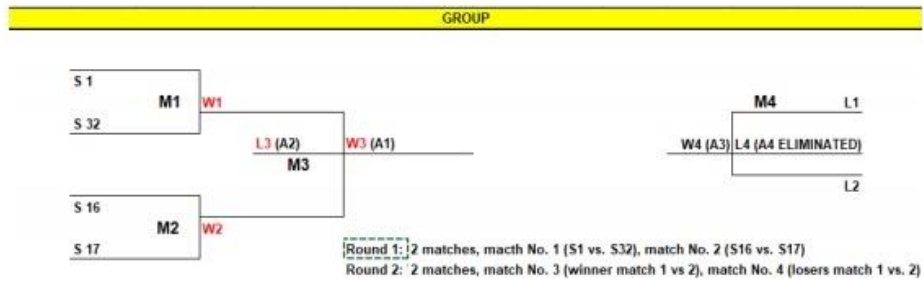 GROUP
S 1
M1 W1
S 32
L3 (A2) W3 (A1)
M3
S 16
M2 W2
S 17
M4 L1
W4 (A3) L4 (A4 ELIMINATED)
L2
Round 1: 2 matches, macth No. 1 (S1 vs. S32), match No. 2 (S16 vs. S17)
Round 2: 2 matches, match No. 3 (winner match 1 vs 2), match No. 4 (losers match 1 vs. 2)